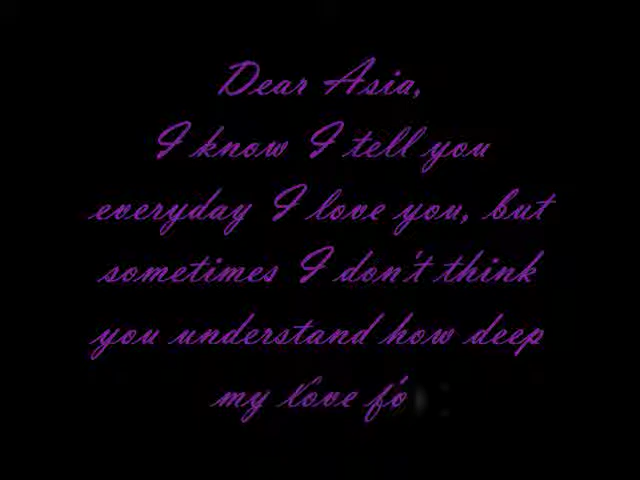 Dear Asia,
I know I tell you
everyday I love you, but
sometimes I don't think
you understand how deep
my love fo